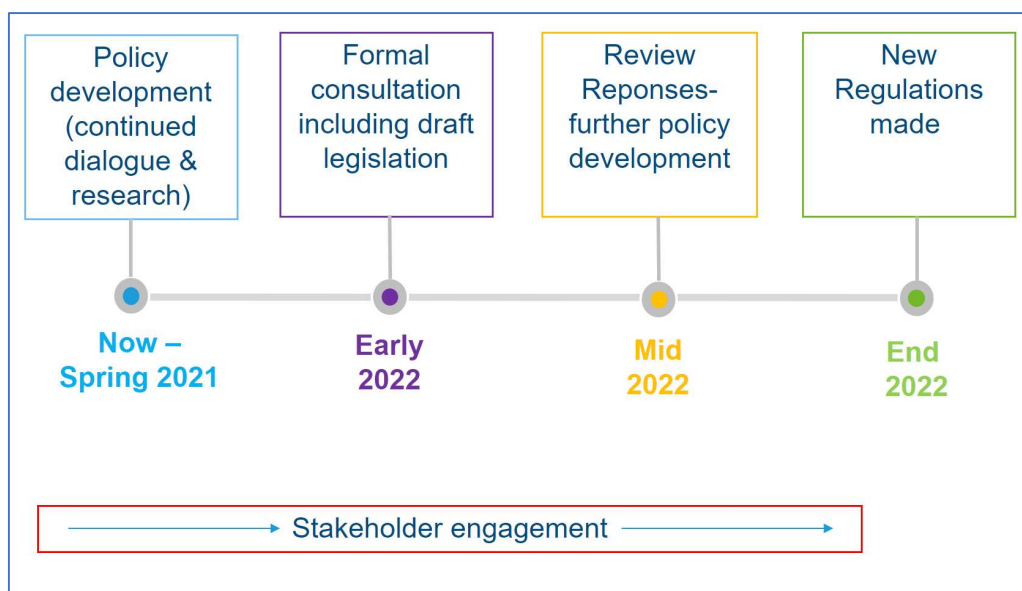 Policy
development
(continued
dialogue &
research)
Formal
consultation
including draft
legislation
Review
Reponses-
further policy
development
New
Regulations
made
Now –
Spring 2021
Early
2022
Mid
2022
End
2022
Stakeholder engagement